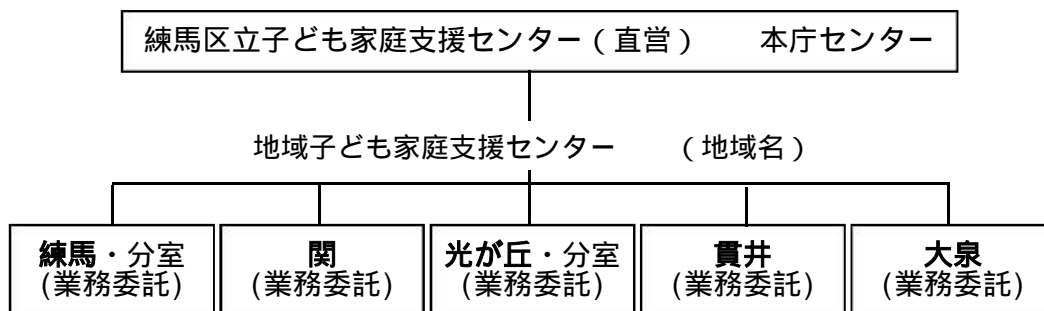 練馬区立子ども家庭支援センター（直営）　　本庁センター
地域子ども家庭支援センター　　（地域名）
練馬・分室
(業務委託)
関
(業務委託)
光が丘・分室
(業務委託)
貫井
(業務委託)
大泉
(業務委託)